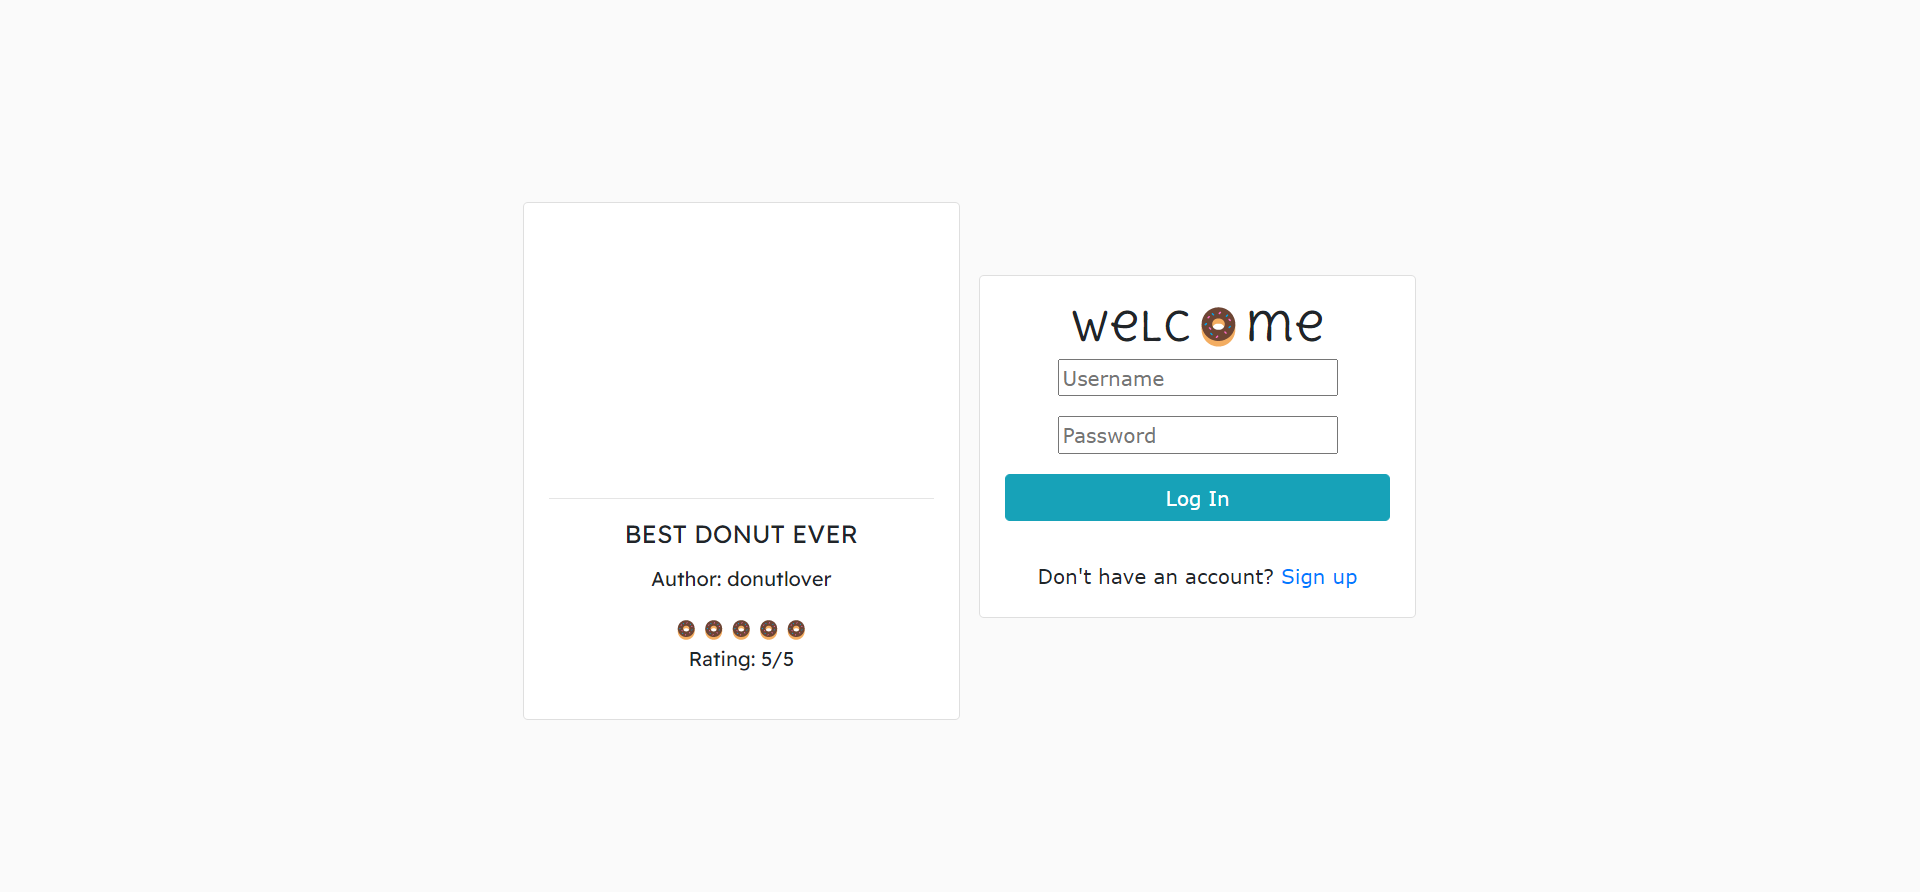 BEST DONUT EVER
Author: donutlover
🍩 🍩 🍩 🍩 🍩
Rating: 5/5
welc🍩me
Username
Password
Log In
Don't have an account? Sign up